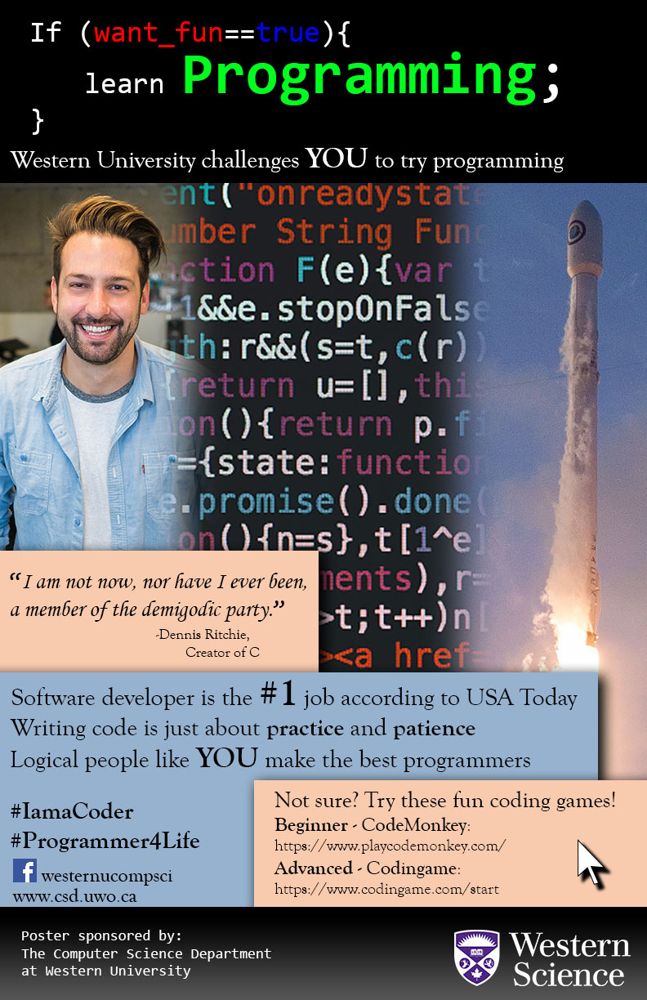 If (want_fun==true){
learn Programming;
}
Western University challenges YOU to try programming
ent("onreadystate
umber String Func
ction F(e){var t
1&&e.stopOnFalse
gth:r&&(s=t,c(r))
{return u=[],this
ion(){return p.fi
={state:function
e.promise().done(
on(){n=s},t[1^e]
ments),r=
>t;t++)n[
><a href=
“I am not now, nor have I ever been,
a member of the demigodic party.”
-Dennis Ritchie,
Creator of C
Software developer is the #1 job according to USA Today
Writing code is just about practice and patience
Logical people like YOU make the best programmers
#IamaCoder
#Programmer4Life
f westernucompsci
www.csd.uwo.ca
Not sure? Try these fun coding games!
Beginner - CodeMonkey:
https://www.playcodemonkey.com/
Advanced - Codingame:
https://www.codingame.com/start
Poster sponsored by:
The Computer Science Department
at Western University
Western
Science